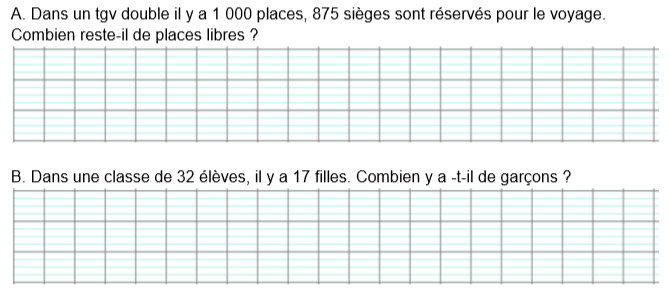 A. Dans un tgv double il y a 1 000 places, 875 sièges sont réservés pour le voyage.
Combien reste-il de places libres ?
B. Dans une classe de 32 élèves, il y a 17 filles. Combien y a -t-il de garçons ?